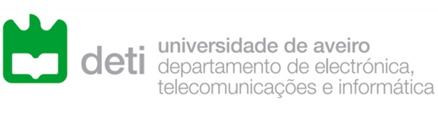 deti
universidade de aveiro
departamento de electrónica,
telecomunicações e informática